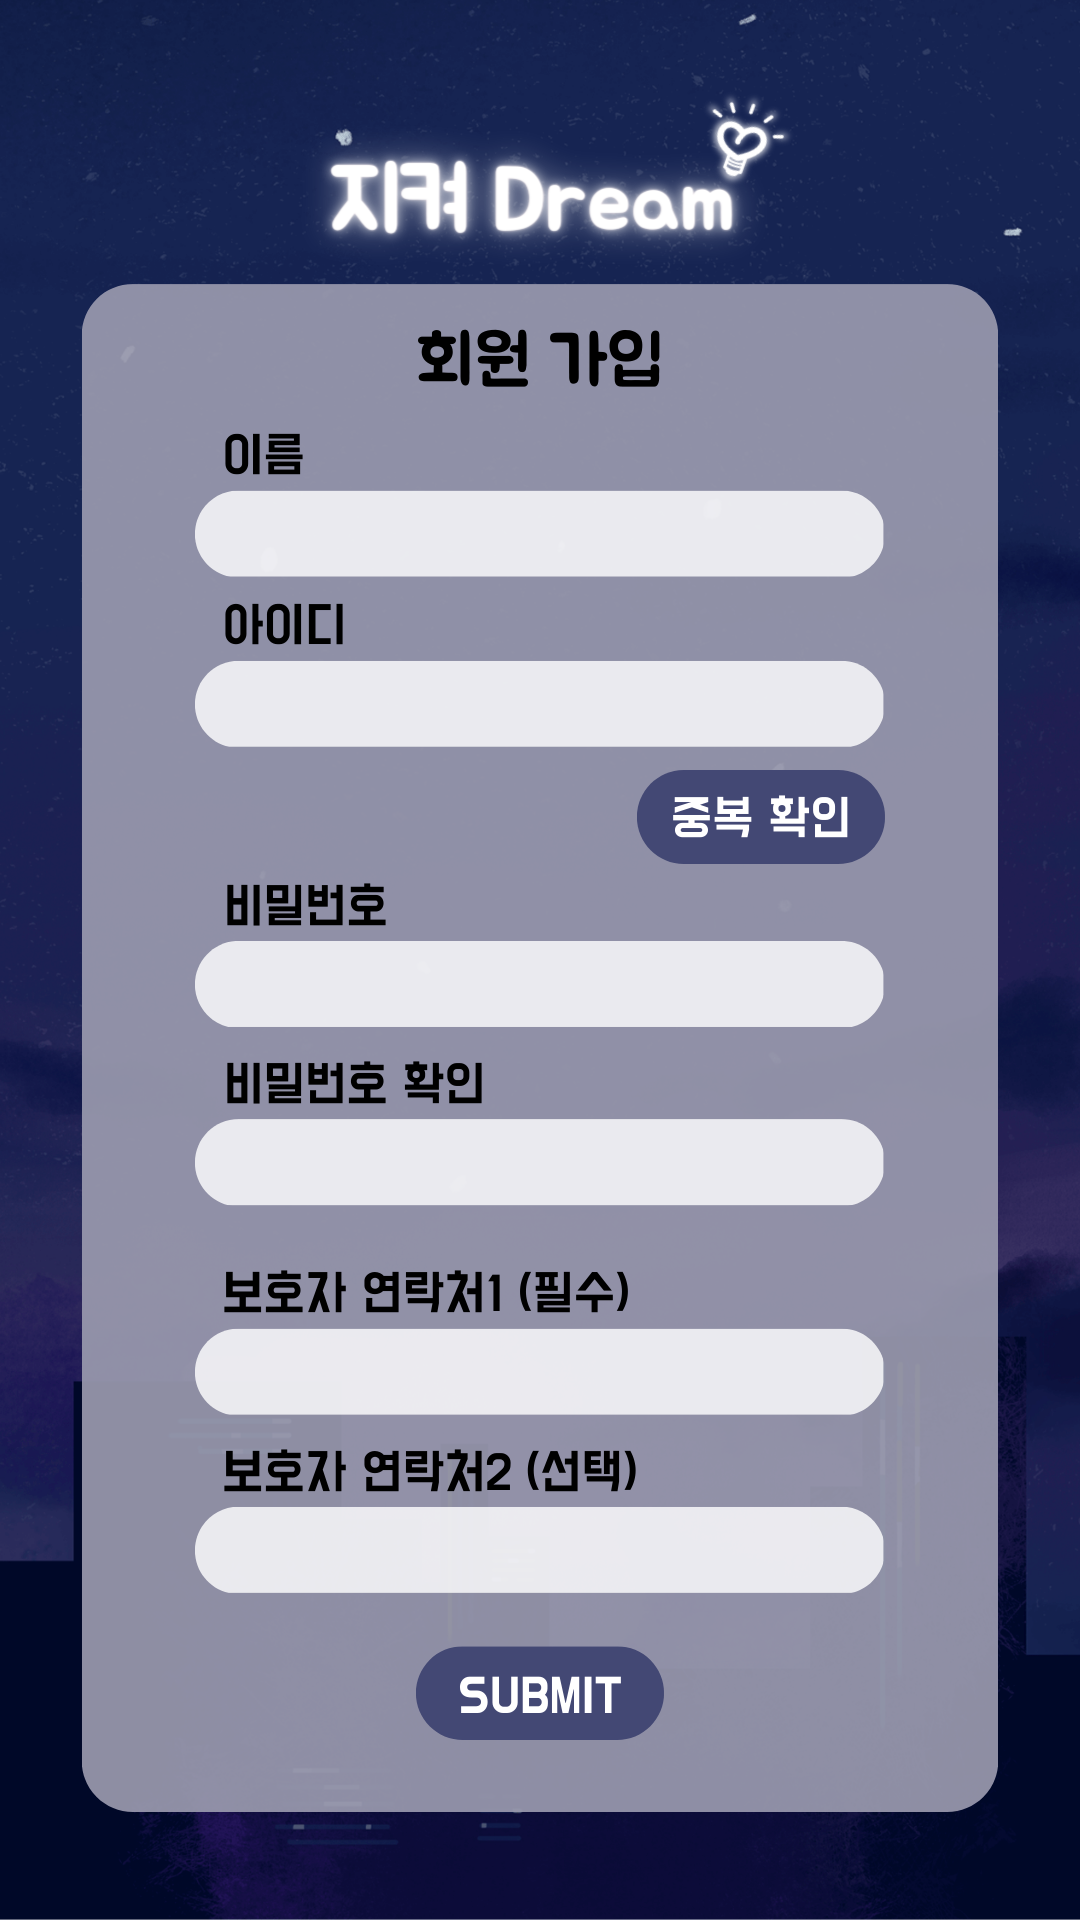 지켜 Dream
회원 가입
이름
아이디
중복 확인
비밀번호
비밀번호 확인
보호자 연락처1 (필수)
보호자 연락처2 (선택)
SUBMIT